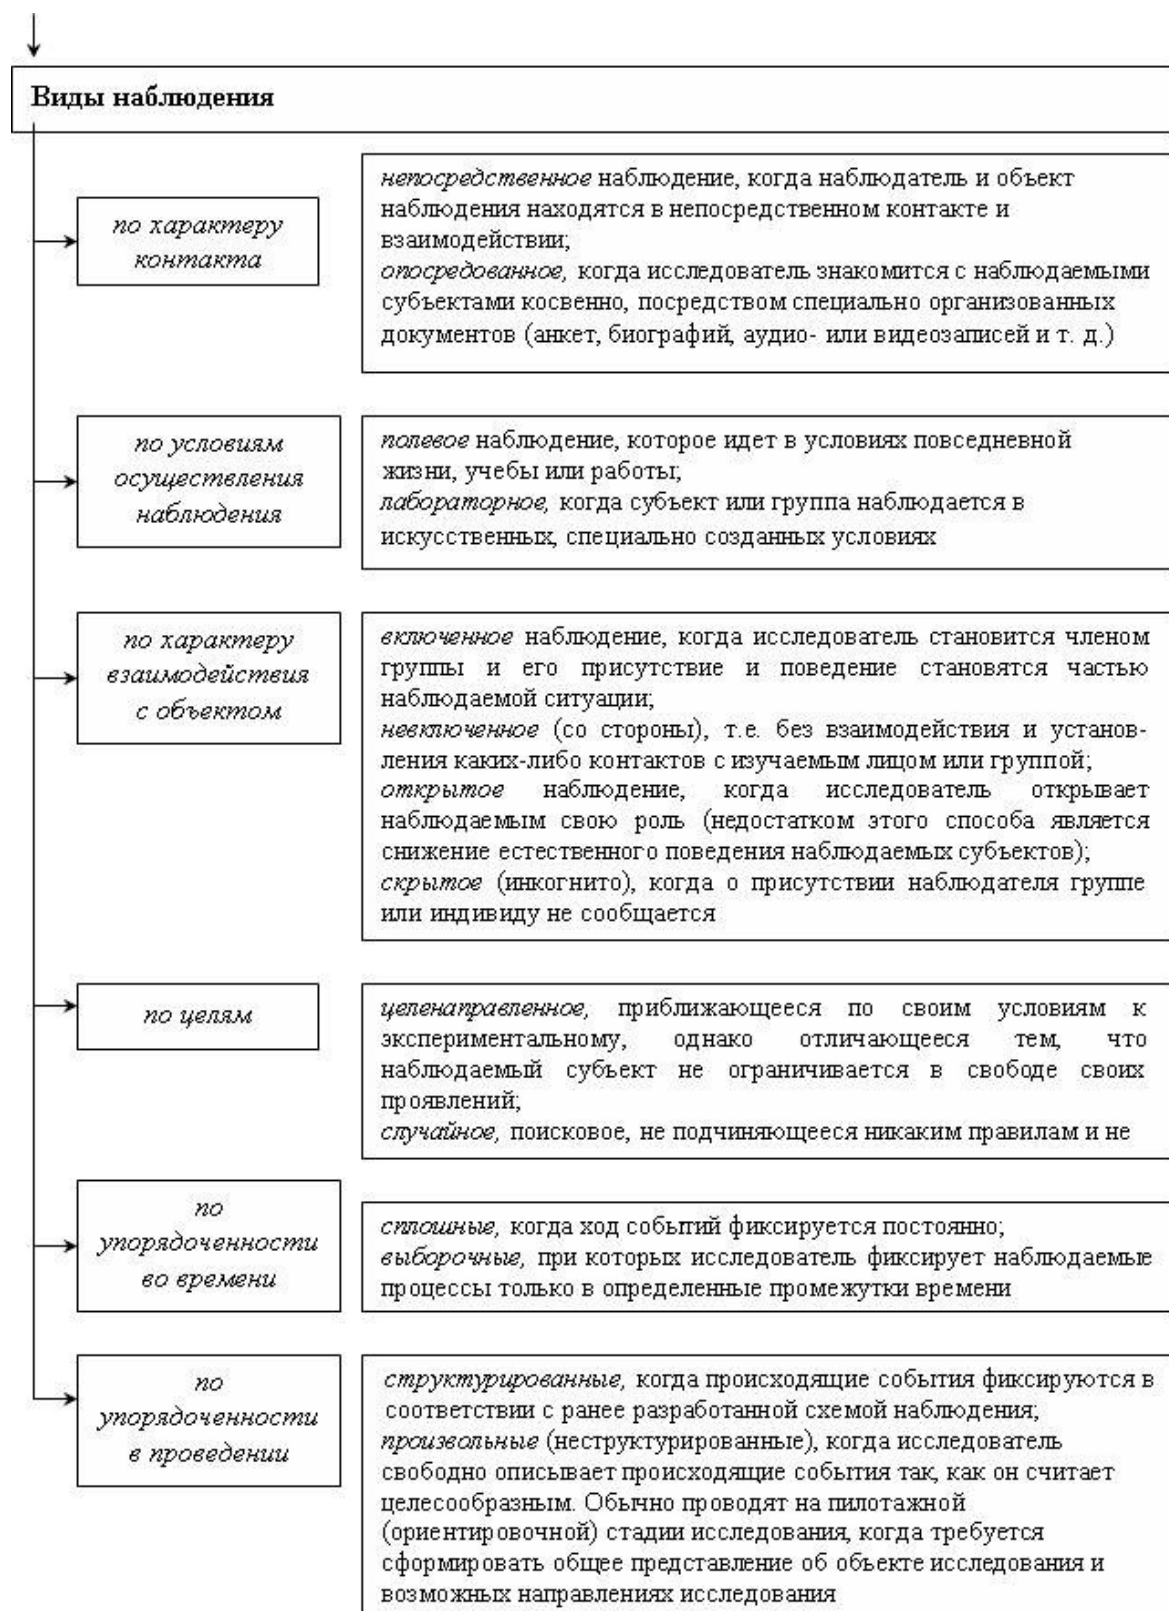 Виды наблюдения
по характеру
контакта
непосредственное наблюдение, когда наблюдатель и объект
наблюдения находятся в непосредственном контакте и
взаимодействии;
опосредованное, когда исследователь знакомится с наблюдаемыми
субъектами косвенно, посредством специально организованных
документов (анкет, биографий, аудио- или видеозаписей и т. д.)
по условиям
осуществления
наблюдения
полевое наблюдение, которое идет в условиях повседневной
жизни, учебы или работы;
лабораторное, когда субъект или группа наблюдается в
искусственных, специально созданных условиях
по характеру
взаимодействия
с объектом
включенное наблюдение, когда исследователь становится членом
группы и его присутствие и поведение становятся частью
наблюдаемой ситуации;
невключенное (со стороны), т.е. без взаимодействия и установ-
ления каких-либо контактов с изучаемым лицом или группой;
открытое наблюдение, когда исследователь открывает
наблюдаемым свою роль (недостатком этого способа является
снижение естественного поведения наблюдаемых субъектов);
скрытое (инкогнито), когда о присутствии наблюдателя группе
или индивиду не сообщается
по целям
целенаправленное, приближающееся по своим условиям к
экспериментальному, однако отличающееся тем, что
наблюдаемый субъект не ограничивается в свободе своих
проявлений;
случайное, поисковое, не подчиняющееся никаким правилам и не
по
упорядоченности
во времени
сплошные, когда ход событий фиксируется постоянно;
выборочные, при которых исследователь фиксирует наблюдаемые
процессы только в определенные промежутки времени
по
упорядоченности
в проведении
структурированные, когда происходящие события фиксируются в
соответствии с ранее разработанной схемой наблюдения;
произвольные (неструктурированные), когда исследователь
свободно описывает происходящие события так, как он считает
целесообразным. Обычно проводят на пилотажной
(ориентировочной) стадии исследования, когда требуется
сформировать общее представление об объекте исследования и
возможных направлениях исследования